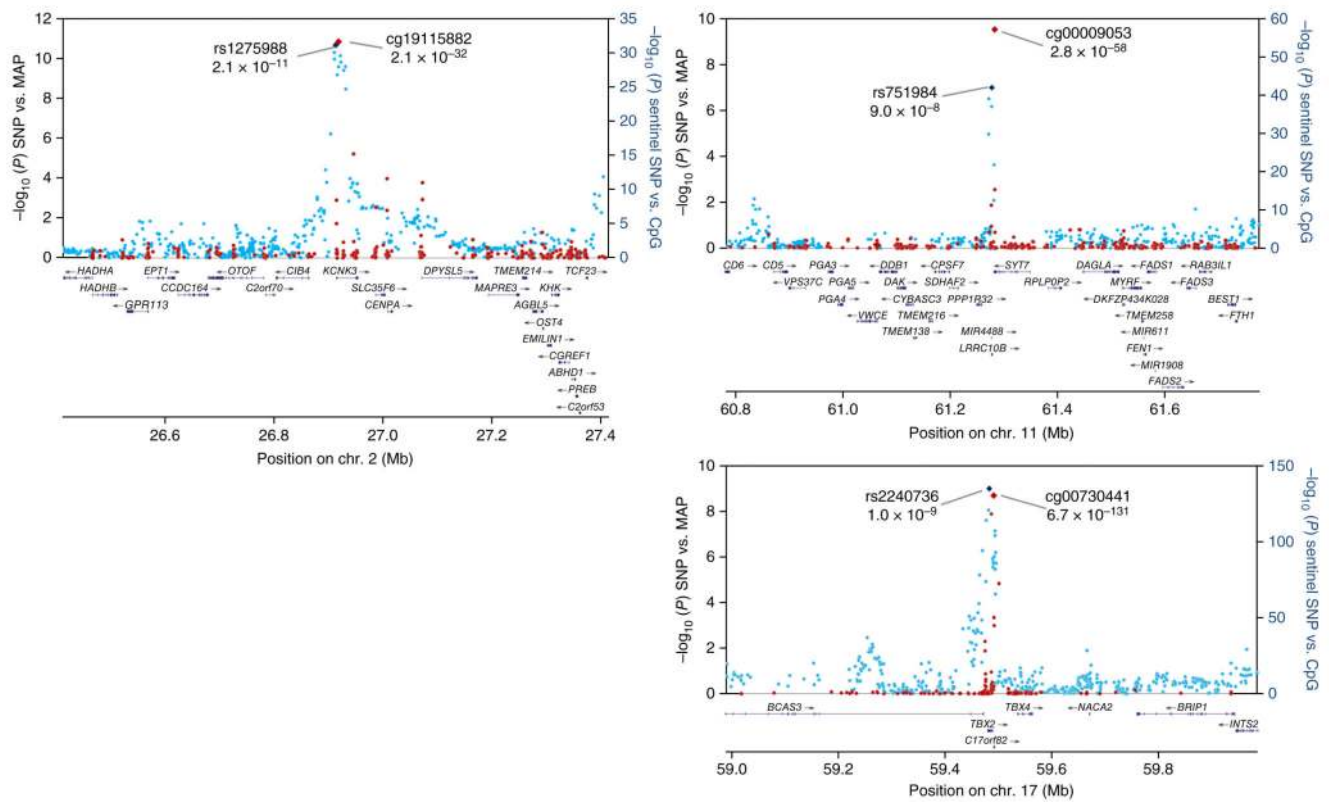 12
10
8
6
4
2
0
–log10 (P) SNP vs. MAP
35
30
25
20
15
10
5
0
–log10 (P) sentinel SNP vs. CpG
rs1275988
2.1 × 10–11
cg19115882
2.1 × 10–32
HADHA EPT1 OTOF CIB4 KCNK3 DPYSL5 TMEM214 TCF23
HADHB CCDC164 C2orf70 SLC35F6 MAPRE3 KHK
GPR113 CENPA AGBL5
OST4
EMILIN1
CGREF1
ABHD1
PREB
C2orf53
26.6 26.8 27.0 27.2 27.4
Position on chr. 2 (Mb)
10
8
6
4
2
0
–log10 (P) SNP vs. MAP
60
50
40
30
20
10
0
–log10 (P) sentinel SNP vs. CpG
cg00009053
2.8 × 10–58
rs751984
9.0 × 10–8
CD6 CD5 PGA3 DDB1 CPSF7 SYT7 DAGLA FADS1 RAB3IL1
VPS37C PGA5 DAK SDHAF2 RPLP0P2 MYRF FADS3
PGA4 CYBASC3 PPP1R32 DKFZP434K028 BEST1
VWCE TMEM216 TMEM258 FTH1
TMEM138 MIR4488 MIR611
LRRC10B FEN1
MIR1908
FADS2
60.8 61.0 61.2 61.4 61.6
Position on chr. 11 (Mb)
10
8
6
4
2
0
–log10 (P) SNP vs. MAP
150
100
50
0
–log10 (P) sentinel SNP vs. CpG
rs2240736
1.0 × 10–9
cg00730441
6.7 × 10–131
BCAS3 TBX4 NACA2 BRIP1
TBX2 INTS2
C17orf82
59.0 59.2 59.4 59.6 59.8
Position on chr. 17 (Mb)